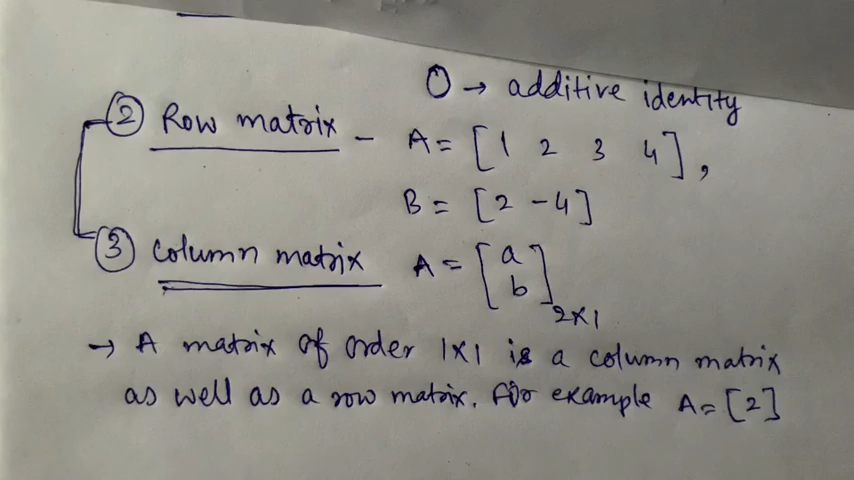 O → additive identity
② Row matrix - A = [1 2 3 4],
B = [2 -4]
③ column matrix A = [a
b]2×1
→ A matrix of order 1×1 is a column matrix
as well as a row matrix. For example A = [2]